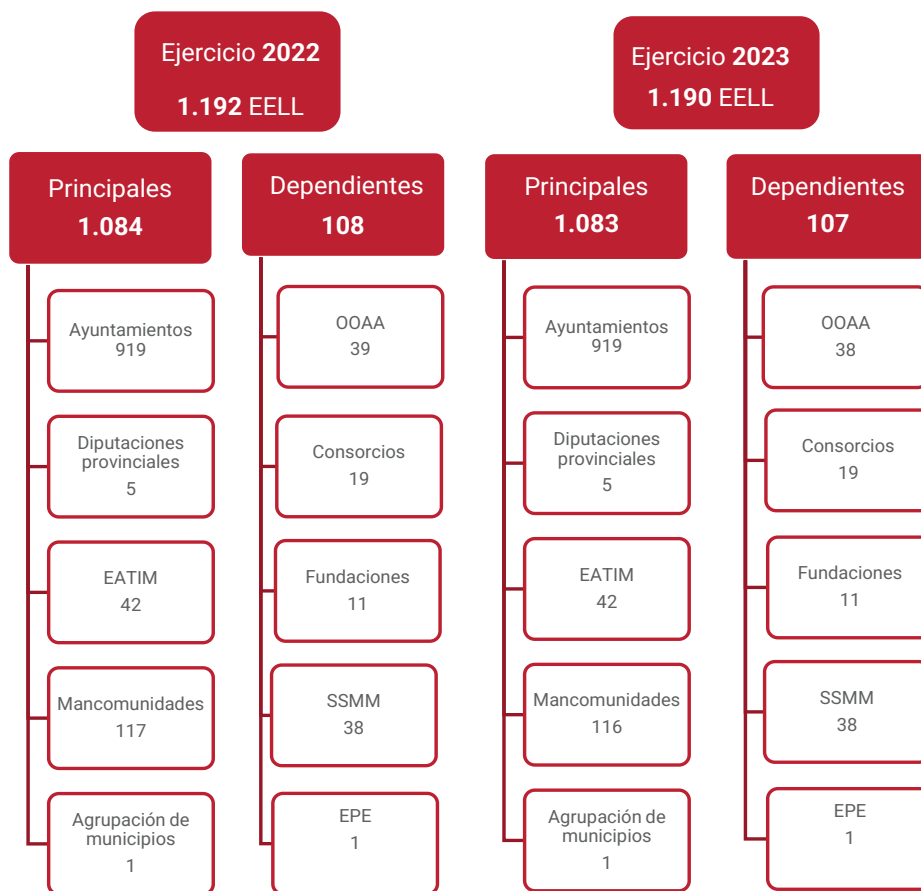 Ejercicio 2022
1.192 EELL
Principales
1.084
Ayuntamientos
919
Diputaciones
provinciales
5
EATIM
42
Mancomunidades
117
Agrupación de
municipios
1
Dependientes
108
OOAA
39
Consorcios
19
Fundaciones
11
SSMM
38
EPE
1
Ejercicio 2023
1.190 EELL
Principales
1.083
Ayuntamientos
919
Diputaciones
provinciales
5
EATIM
42
Mancomunidades
116
Agrupación de
municipios
1
Dependientes
107
OOAA
38
Consorcios
19
Fundaciones
11
SSMM
38
EPE
1